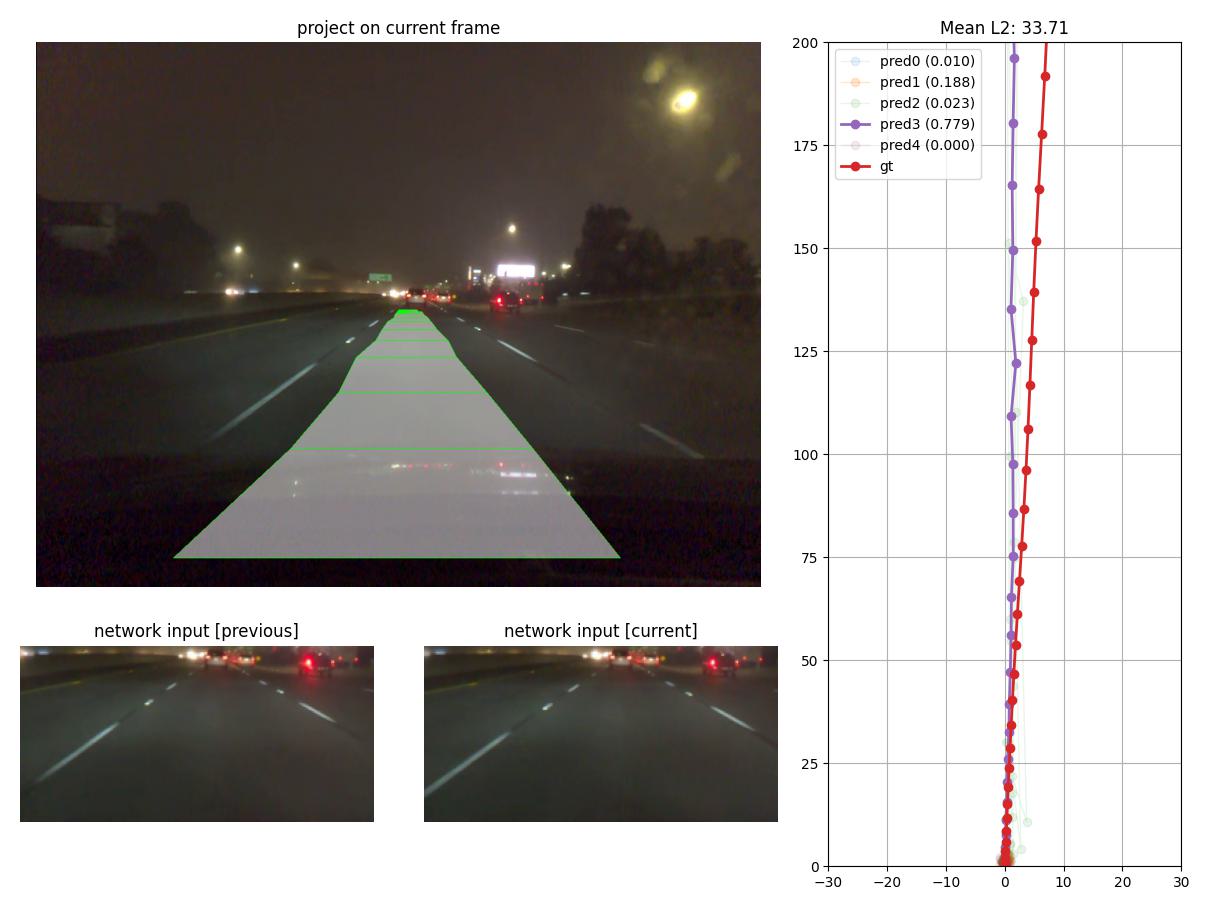 project on current frame
Mean L2: 33.71
pred0 (0.010)
pred1 (0.188)
pred2 (0.023)
pred3 (0.779)
pred4 (0.000)
gt
200
175
150
125
100
75
50
25
0
−30
−20
−10
0
10
20
30
network input [previous]
network input [current]